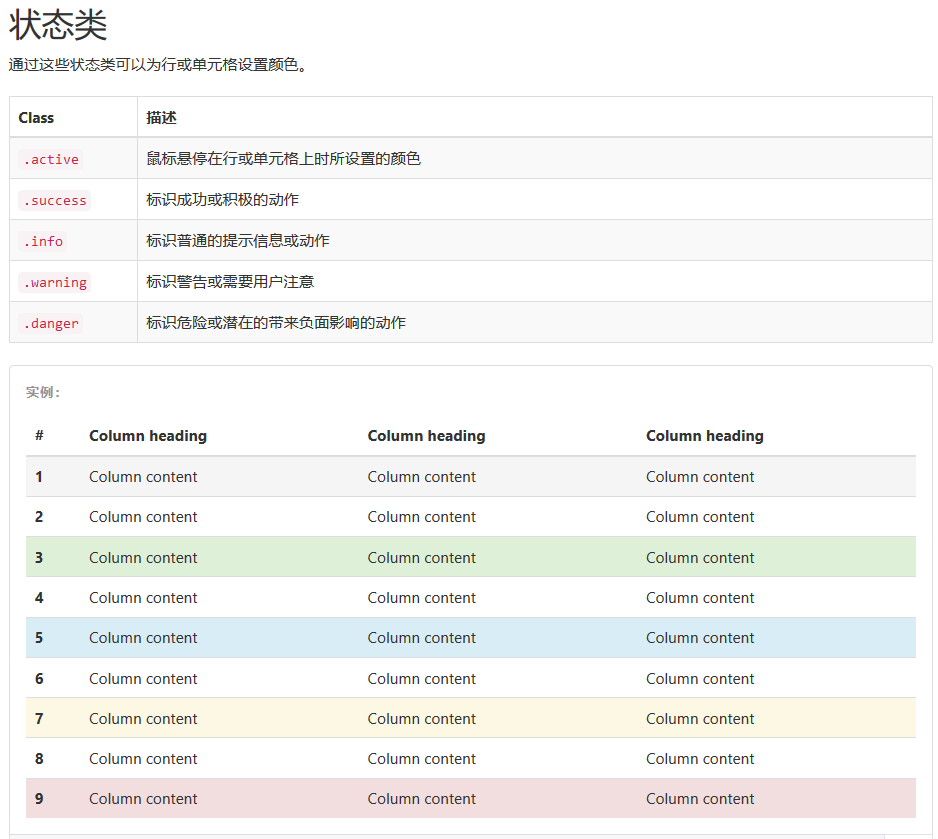 状态类
通过这些状态类可以为行或单元格设置颜色。
Class 描述
.active 鼠标悬停在行或单元格上时所设置的颜色
.success 标识成功或积极的动作
.info 标识普通的提示信息或动作
.warning 标识警告或需要用户注意
.danger 标识危险或潜在的带来负面影响的动作
实例：
# Column heading Column heading Column heading
1 Column content Column content Column content
2 Column content Column content Column content
3 Column content Column content Column content
4 Column content Column content Column content
5 Column content Column content Column content
6 Column content Column content Column content
7 Column content Column content Column content
8 Column content Column content Column content
9 Column content Column content Column content